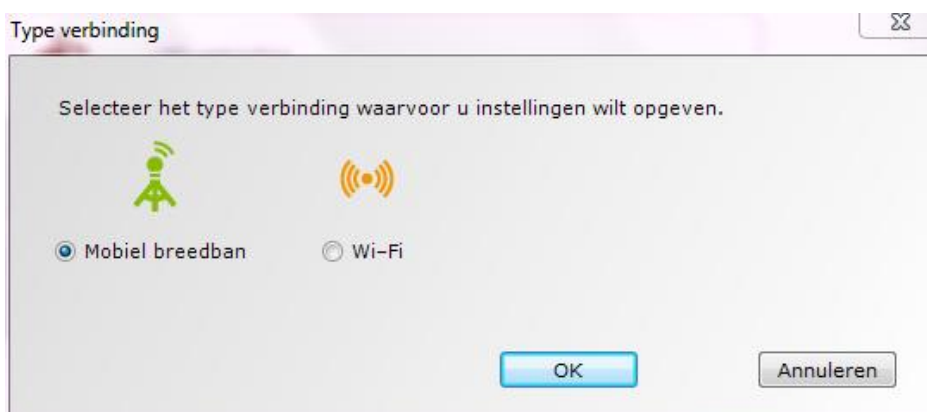 Type verbinding
Selecteer het type verbinding waarvoor u instellingen wilt opgeven.
Mobiel breedban
Wi-Fi
OK
Annuleren